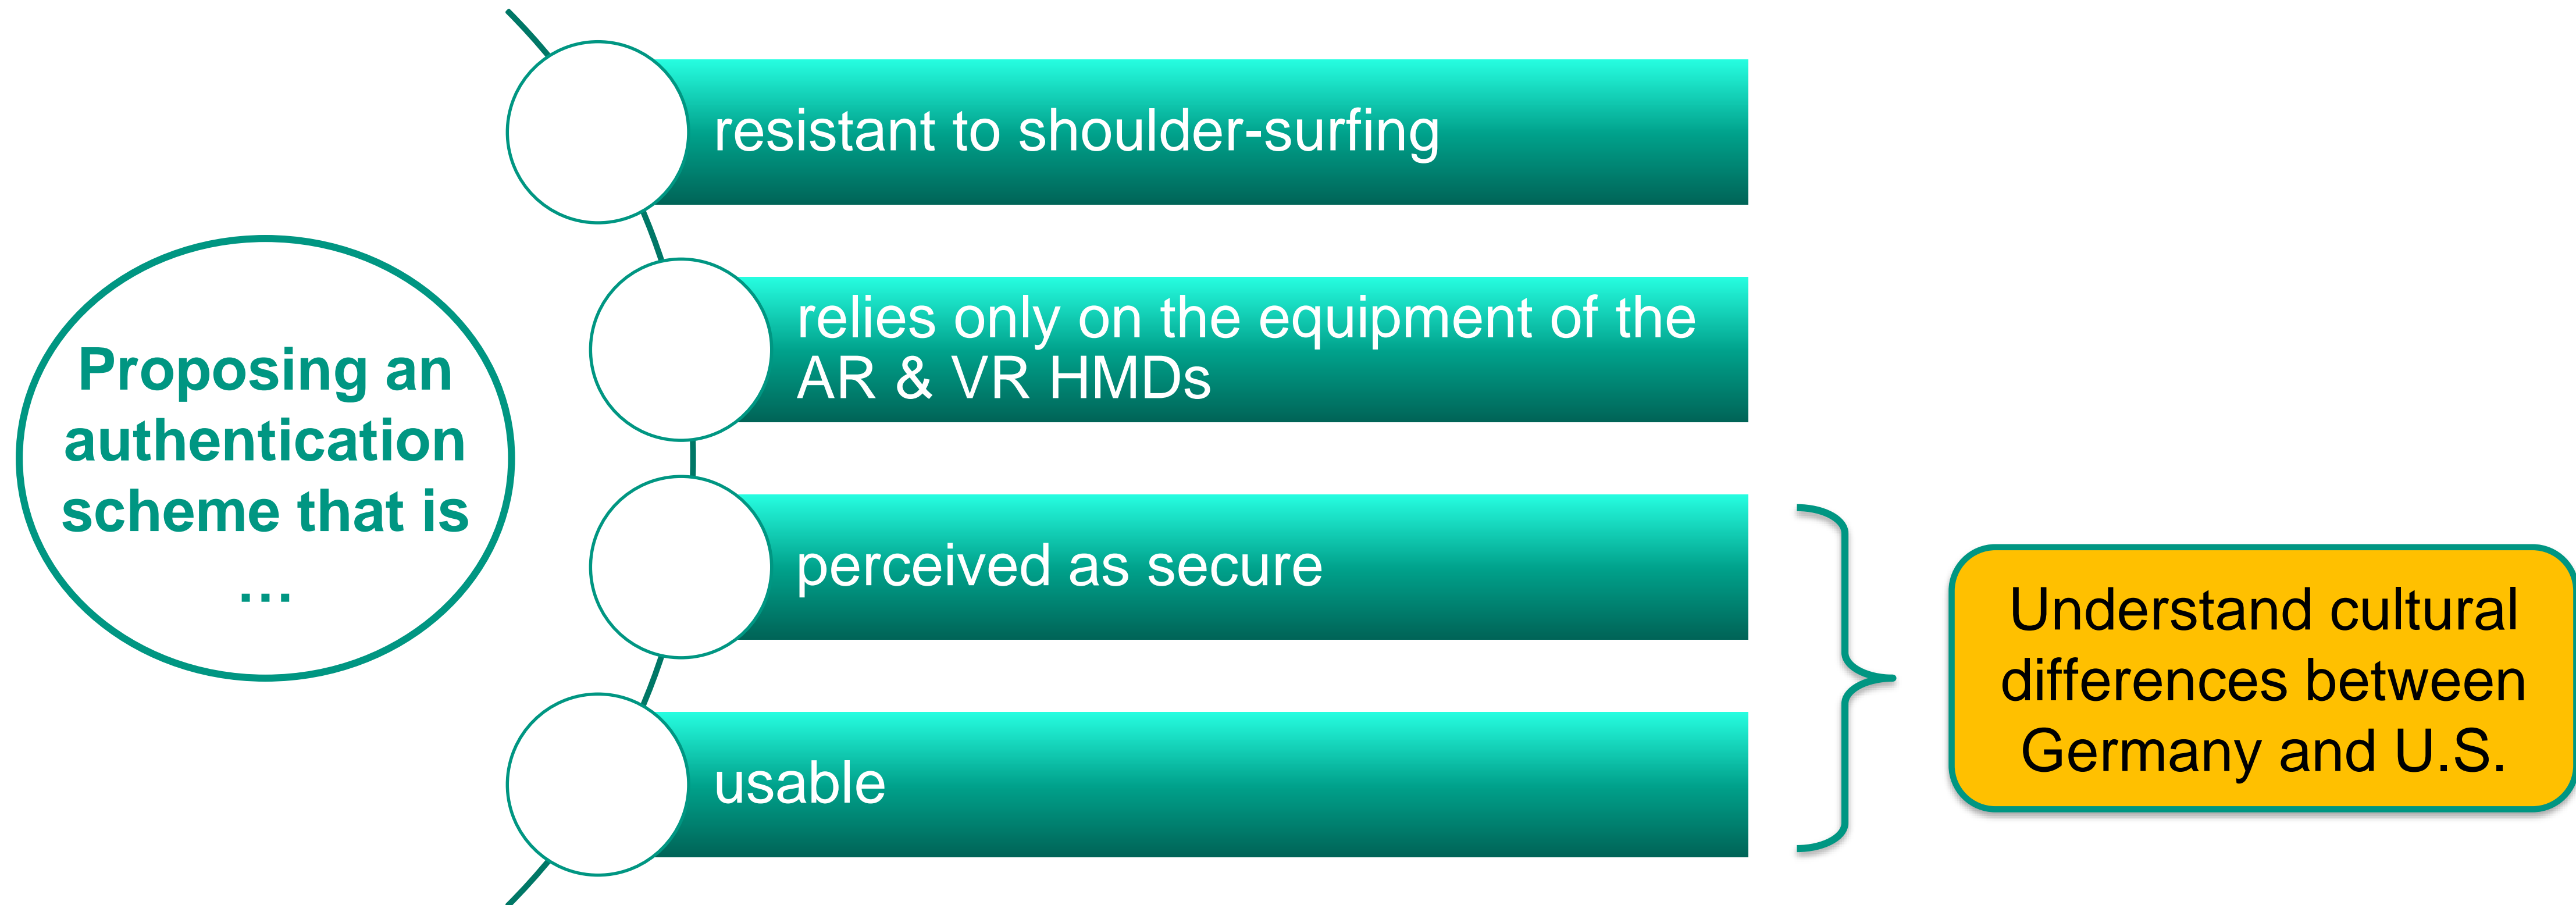 Proposing an
authentication
scheme that is
…
resistant to shoulder-surfing
relies only on the equipment of the
AR & VR HMDs
perceived as secure
usable
Understand cultural
differences between
Germany and U.S.